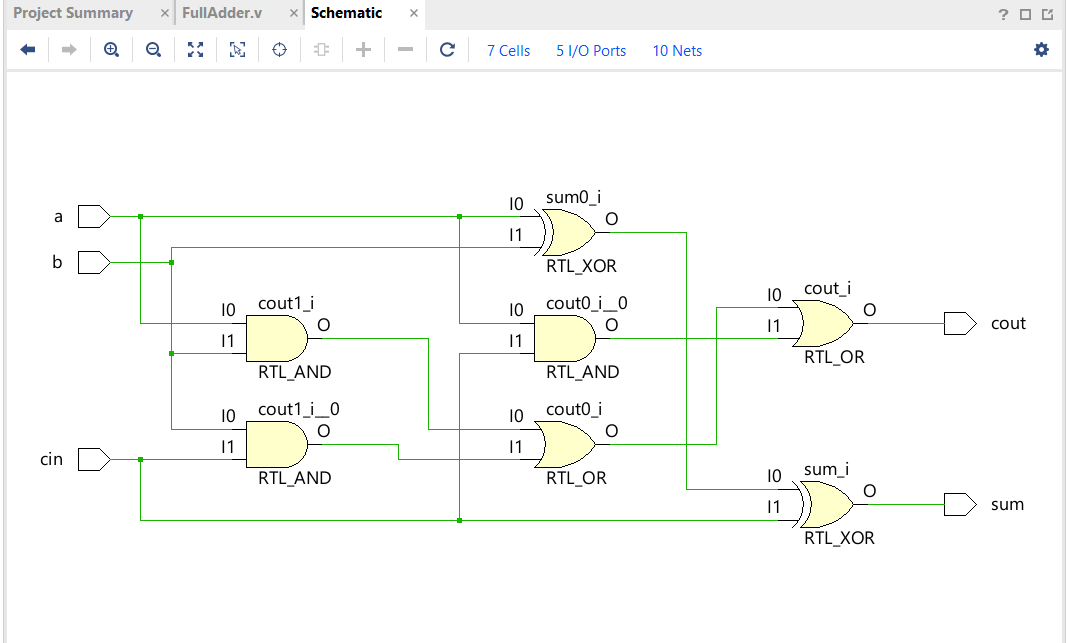 Project Summary × FullAdder.v × Schematic ×
?
7 Cells 5 I/O Ports 10 Nets
sum0_i
a I0 O
I1
b RTL_XOR
cout_i
I0 O
cout1_i cout0_i__0
I0 O I0 O
I1 cout
I1 I1
RTL_OR
RTL_AND RTL_AND
cout1_i__0 cout0_i
I0 O I0 O
I1 I1
cin
sum_i
RTL_AND RTL_OR
I0 O
I1 sum
RTL_XOR